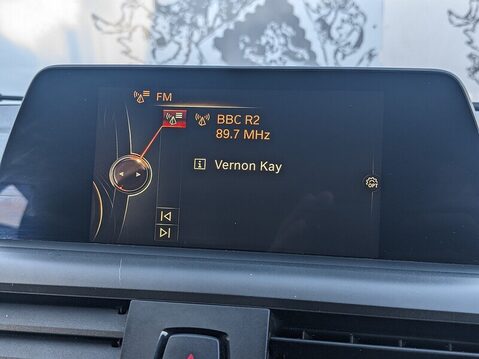 FM
BBC R2
89.7 MHz
i Vernon Kay
OPT